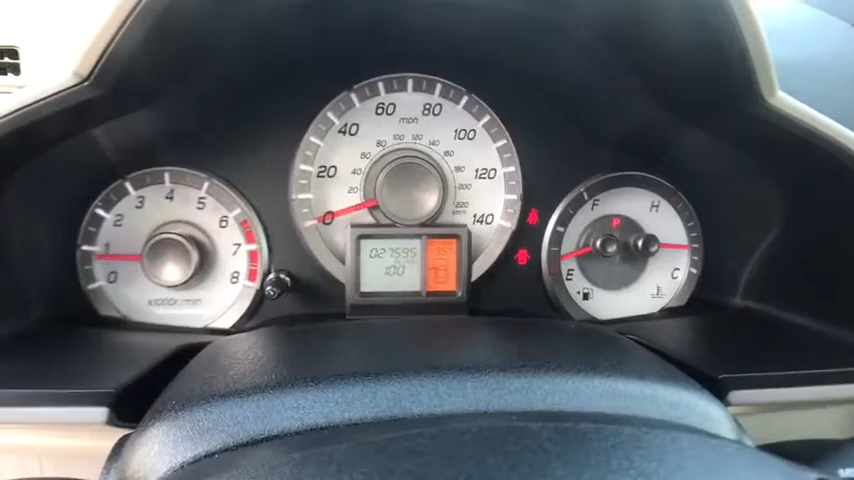 0 1 2 3 4 5 6 7 8
x1000r/min
0 20 40 60 80 100 120 140
mph
20 40 60 80 100 120 140 160 180 200 220
km/h
027595
100
F
E
P
H
C